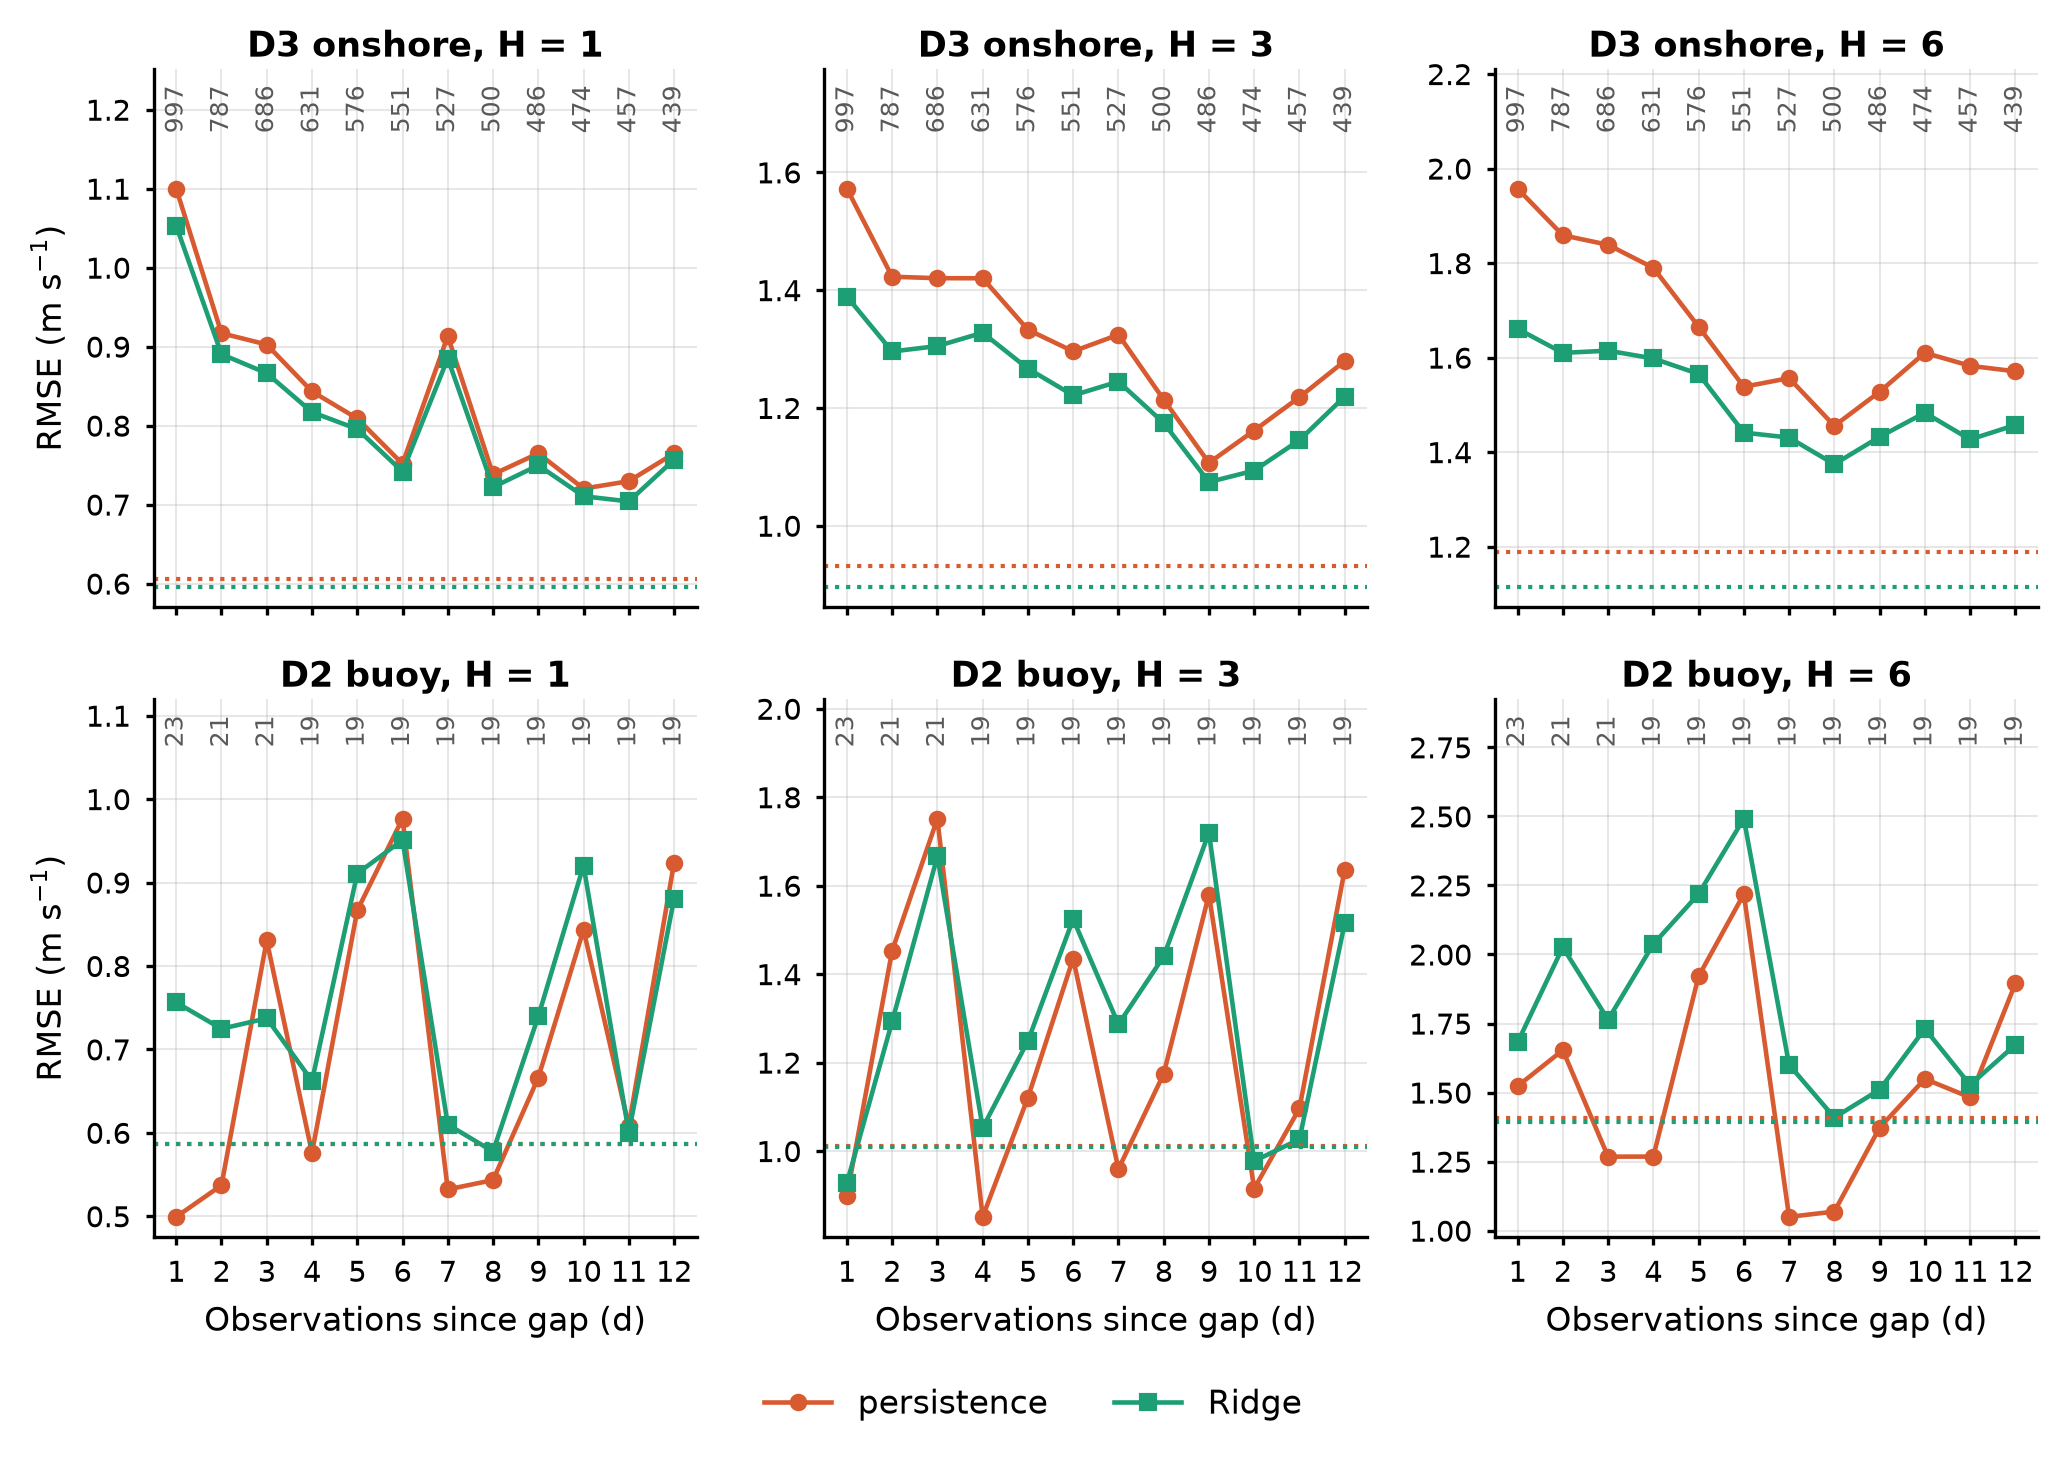 D3 onshore, H = 1
D3 onshore, H = 3
D3 onshore, H = 6
997 787 686 631 576 551 527 500 486 474 457 439
997 787 686 631 576 551 527 500 486 474 457 439
997 787 686 631 576 551 527 500 486 474 457 439
RMSE (m s⁻¹)
1.2
1.1
1.0
0.9
0.8
0.7
0.6
1.6
1.4
1.2
1.0
2.2
2.0
1.8
1.6
1.4
1.2
D2 buoy, H = 1
D2 buoy, H = 3
D2 buoy, H = 6
23 21 21 19 19 19 19 19 19 19 19 19
23 21 21 19 19 19 19 19 19 19 19 19
23 21 21 19 19 19 19 19 19 19 19 19
RMSE (m s⁻¹)
1.1
1.0
0.9
0.8
0.7
0.6
0.5
2.0
1.8
1.6
1.4
1.2
1.0
2.75
2.50
2.25
2.00
1.75
1.50
1.25
1.00
1 2 3 4 5 6 7 8 9 10 11 12
1 2 3 4 5 6 7 8 9 10 11 12
1 2 3 4 5 6 7 8 9 10 11 12
Observations since gap (d)
Observations since gap (d)
Observations since gap (d)
persistence
Ridge